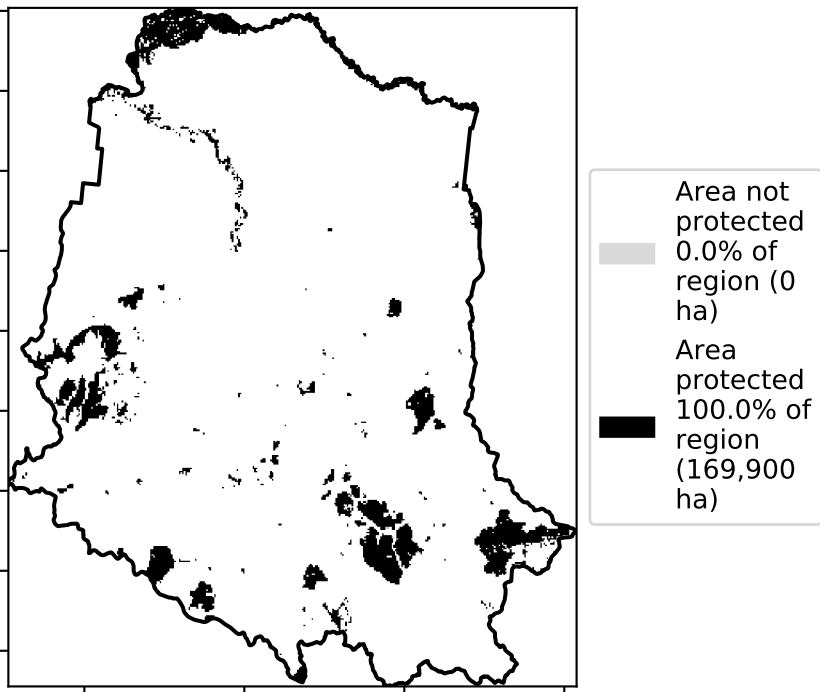 Area not
protected
0.0% of
region (0
ha)
Area
protected
100.0% of
region
(169,900
ha)